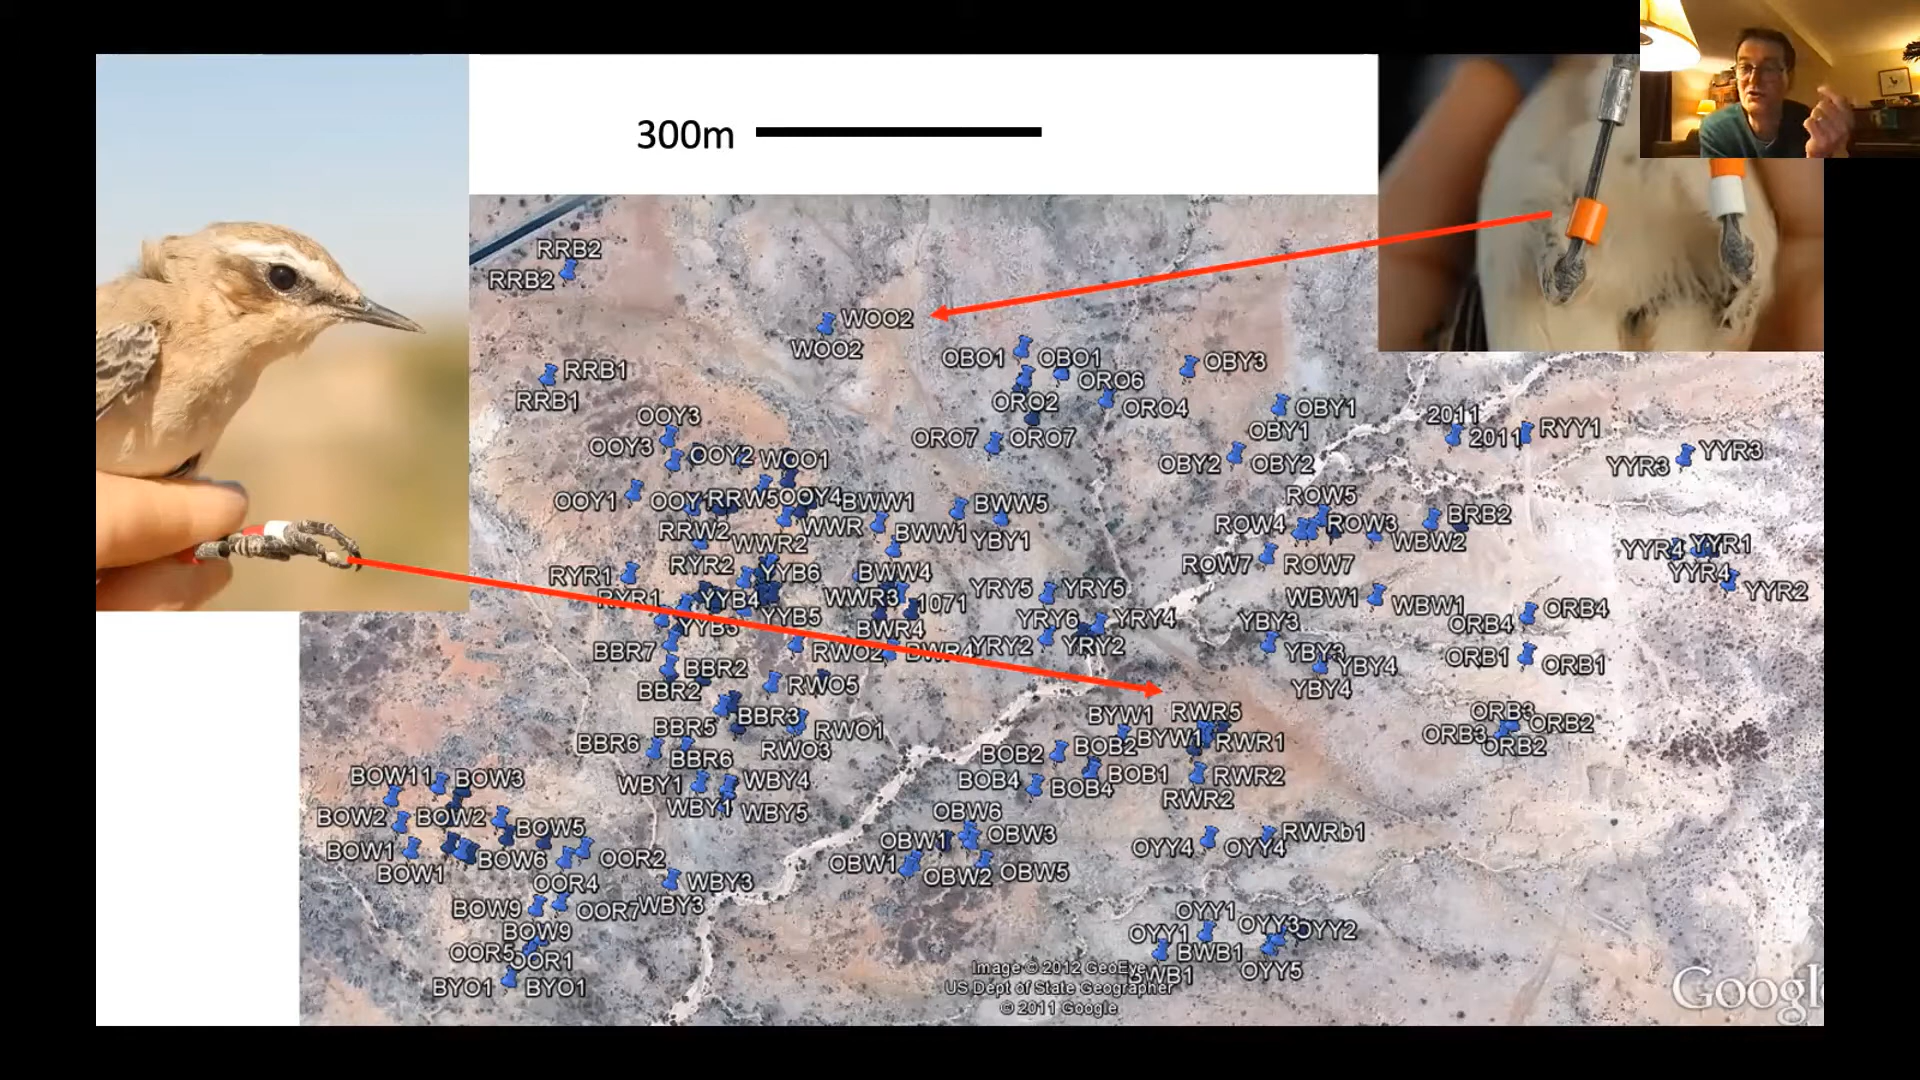 300m
RRB2
RRB2
WOO2
WOO2
OBO1 OBO1
OBY3
RRB1
RRB1
ORO6
ORO2
ORO4
OBY1
OBY1
OOY3
OOY3
ORO7 ORO7
2011
2011 RYY1
YYR3 YYR3
OOY2 WOO1
OBY2 OBY2
OOY1
RRW5 OOY4 BWW1
BWW5
ROW5
BRB2
RRW2
WWR
BWW1
YBY1
ROW4 ROW3
WBW2
WWR2
ROW7 ROW7
YYR4 YYR1
YYR4
YYR2
RYR1
RYR2
YYB6
BWW4
RYR1
YYB4
WWR3
1071
YRY5 YRY5
WBW1
WBW1
ORB4
ORB4
YYB5
BWR4
YRY6 YRY4
YBY3
BBR7
RWO2
BWR4
YRY2 YRY2
YBY3
YBY4
YBY4
ORB1 ORB1
BBR2
BBR2
RWO5
BBR5
BBR3
RWO1
RWO3
BYW1
RWR5
BYW1
RWR1
ORB3
ORB2
ORB3
ORB2
BBR6
BBR6
BOB2 BOB2
BOB4
BOB1
BOB4
RWR2
RWR2
BOW11 BOW3
WBY1
WBY4
WBY1
WBY5
BOW2 BOW2
BOW5
OBW6
OBW1
OBW3
BOW1
BOW1
BOW6
OOR2
OBW1
OBW2 OBW5
OYY4 OYY4
RWRb1
OOR4
WBY3
WBY3
BOW9
OOR7
BOW9
OOR5
OOR1
BYO1 BYO1
OYY1
OYY1
OYY3
OYY2
BWB1
OYY5
Image © 2012 GeoEye
US Dept of State Geographer
© 2011 Google